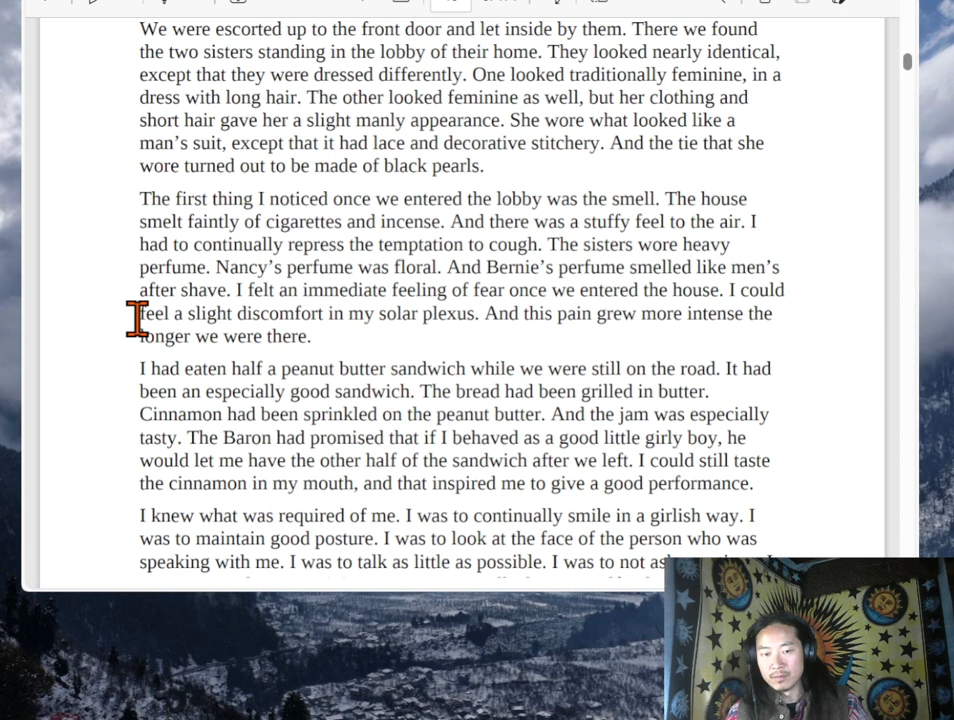 We were escorted up to the front door and let inside by them. There we found
the two sisters standing in the lobby of their home. They looked nearly identical,
except that they were dressed differently. One looked traditionally feminine, in a
dress with long hair. The other looked feminine as well, but her clothing and
short hair gave her a slight manly appearance. She wore what looked like a
man’s suit, except that it had lace and decorative stitchery. And the tie that she
wore turned out to be made of black pearls.
The first thing I noticed once we entered the lobby was the smell. The house
smelt faintly of cigarettes and incense. And there was a stuffy feel to the air. I
had to continually repress the temptation to cough. The sisters wore heavy
perfume. Nancy’s perfume was floral. And Bernie’s perfume smelled like men’s
after shave. I felt an immediate feeling of fear once we entered the house. I could
feel a slight discomfort in my solar plexus. And this pain grew more intense the
longer we were there.
I had eaten half a peanut butter sandwich while we were still on the road. It had
been an especially good sandwich. The bread had been grilled in butter.
Cinnamon had been sprinkled on the peanut butter. And the jam was especially
tasty. The Baron had promised that if I behaved as a good little girly boy, he
would let me have the other half of the sandwich after we left. I could still taste
the cinnamon in my mouth, and that inspired me to give a good performance.
I knew what was required of me. I was to continually smile in a girlish way. I
was to maintain good posture. I was to look at the face of the person who was
speaking with me. I was to talk as little as possible. I was to not